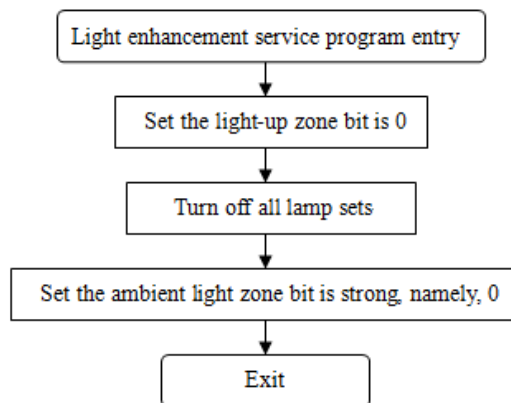 Light enhancement service program entry
Set the light-up zone bit is 0
Turn off all lamp sets
Set the ambient light zone bit is strong, namely, 0
Exit